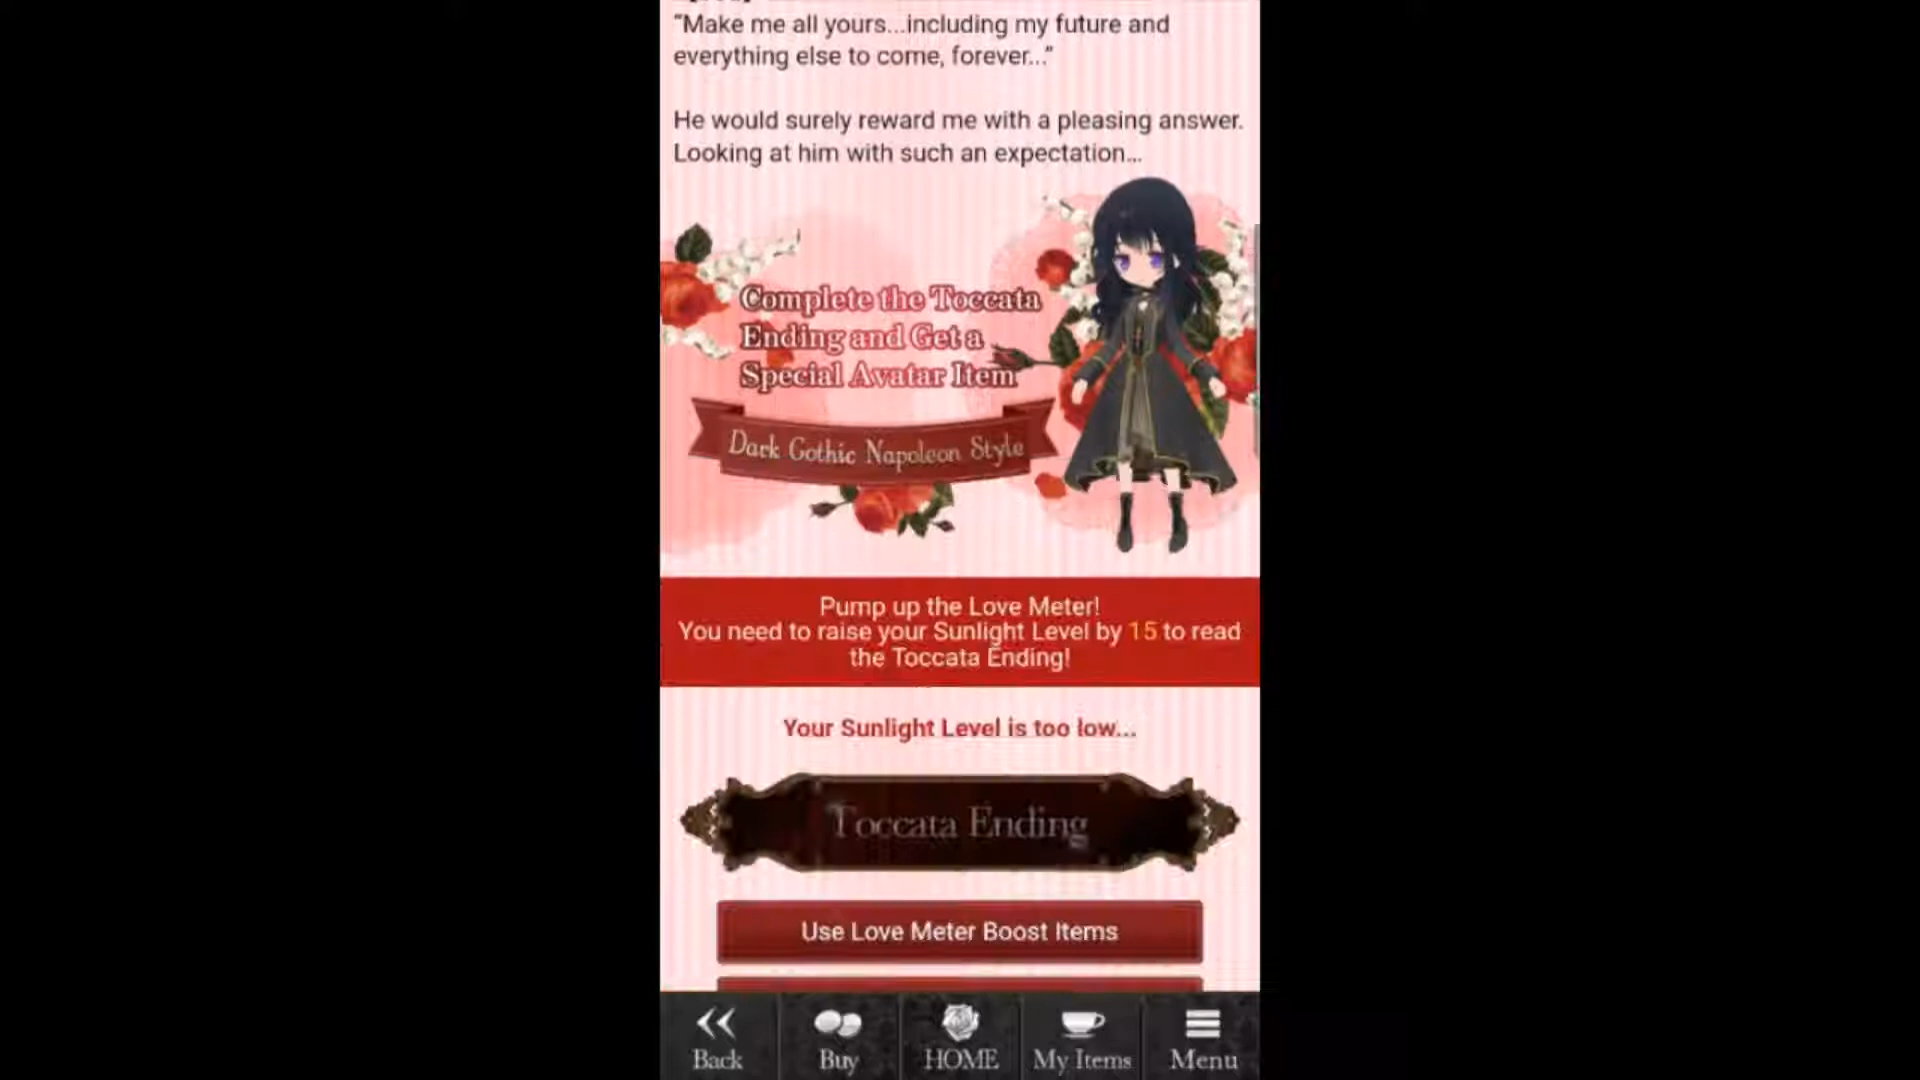 “Make me all yours...including my future and
everything else to come, forever...”
He would surely reward me with a pleasing answer.
Looking at him with such an expectation...
Complete the Toccata
Ending and Get a
Special Avatar Item
Dark Gothic Napoleon Style
Pump up the Love Meter!
You need to raise your Sunlight Level by 15 to read
the Toccata Ending!
Your Sunlight Level is too low...
Toccata Ending
Use Love Meter Boost Items
Back
Buy
HOME
My Items
Menu